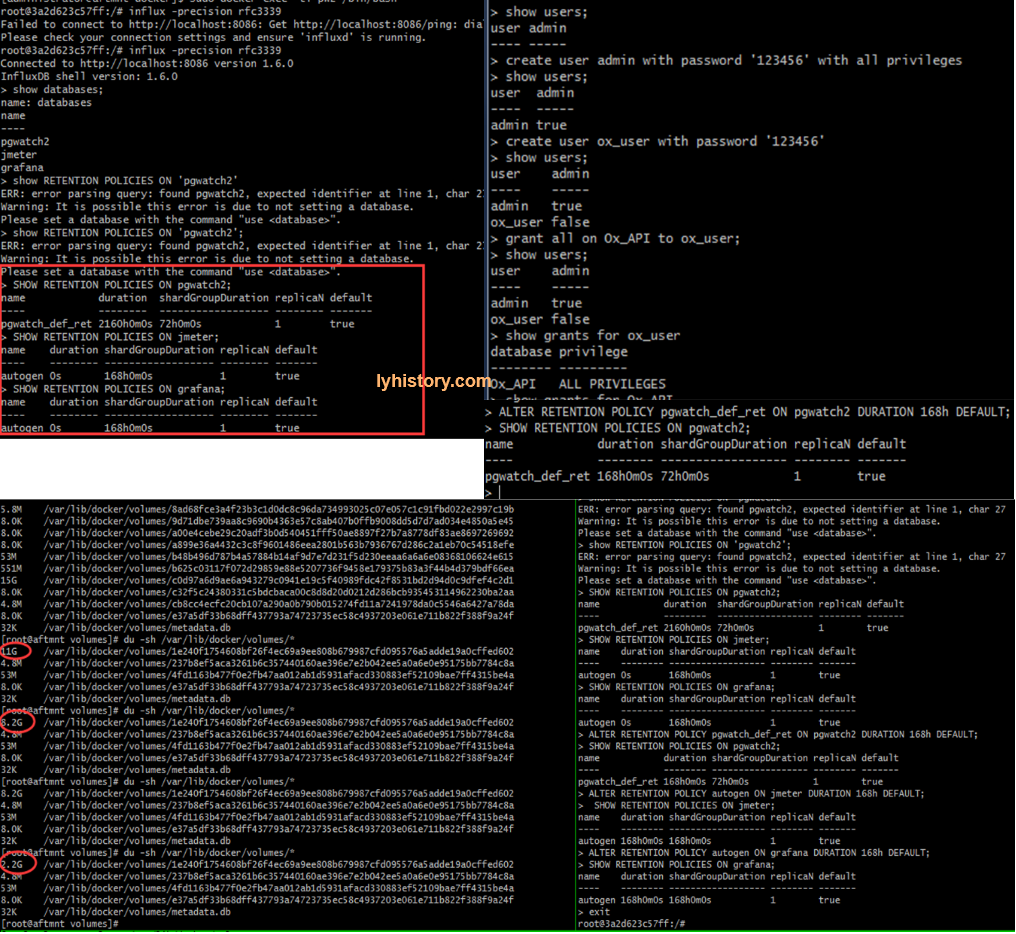 root@3a2d623c57ff:/# influx -precision rfc3339
Failed to connect to http://localhost:8086: Get http://localhost:8086/ping: dia
Please check your connection settings and ensure 'influxd' is running.
root@3a2d623c57ff:/# influx -precision rfc3339
Connected to http://localhost:8086 version 1.6.0
InfluxDB shell version: 1.6.0
> show databases;
name: databases
name
----
pgwatch2
jmeter
grafana
> show RETENTION POLICIES ON 'pgwatch2'
ERR: error parsing query: found pgwatch2, expected identifier at line 1, char 2
Warning: It is possible this error is due to not setting a database.
Please set a database with the command "use <database>".
> show RETENTION POLICIES ON 'pgwatch2';
ERR: error parsing query: found pgwatch2, expected identifier at line 1, char 2
Warning: It is possible this error is due to not setting a database.
Please set a database with the command "use <database>".
> SHOW RETENTION POLICIES ON pgwatch2;
name duration shardGroupDuration replicaN default
---- -------- ------------------ -------- -------
pgwatch_def_ret 2160h0m0s 72h0m0s 1 true
> SHOW RETENTION POLICIES ON jmeter;
name duration shardGroupDuration replicaN default
---- -------- ------------------ -------- -------
autogen 0s 168h0m0s 1 true
> SHOW RETENTION POLICIES ON grafana;
name duration shardGroupDuration replicaN default
---- -------- ------------------ -------- -------
autogen 0s 168h0m0s 1 true
> show users;
user admin
---- -----
> create user admin with password '123456' with all privileges
> show users;
user admin
---- -----
admin true
> create user ox_user with password '123456'
> show users;
user admin
---- -----
admin true
ox_user false
> grant all on Ox_API to ox_user;
> show users;
user admin
---- -----
admin true
ox_user false
> show grants for ox_user
database privilege
-------- ---------
Ox_API ALL PRIVILEGES
> show grants for Ox_API
lyhistory.com
> ALTER RETENTION POLICY pgwatch_def_ret ON pgwatch2 DURATION 168h DEFAULT;
> SHOW RETENTION POLICIES ON pgwatch2;
name duration shardGroupDuration replicaN default
---- -------- ------------------ -------- -------
pgwatch_def_ret 168h0m0s 72h0m0s 1 true
>
5.8M /var/lib/docker/volumes/8ad68fce3a4f23b3c1d0dc8c96da734993025c07e057c1c91fbd022e2997c19b
8.0K /var/lib/docker/volumes/9d71dbe739aa8c9690b4363e57c8ab407b0ffb9008dd5d7d7ad034e4850a5e45
8.0K /var/lib/docker/volumes/a00e4cebe29c20adf3b0d540451fff50ae8897f27b7a8778df83ae8697269692
8.0K /var/lib/docker/volumes/a899e36a4432c3c8f9601486eea2801b563b7936767d286c2a1eb70c54518efe
53M /var/lib/docker/volumes/b48b496d787b4a57884b14af9d7e7d231f5d230eeaa6a6a6e08368106624e615
551M /var/lib/docker/volumes/b625c03117f072d29859e88e5207736f9458e179375b83a3f44b4d379bdf66ea
15G /var/lib/docker/volumes/c0d97a6d9ae6a943279c0941e19c5f40989fdc42f8531bd2d94d0c9dfef4c2d1
8.0K /var/lib/docker/volumes/c32f5c24380331c5bdcbaca00c8d8d20d0212d286bcb935453114962230ba2aa
4.8M /var/lib/docker/volumes/cb8cc4ecfc20cb107a290a0b790b015274fd11a7241978da0c5546a6427a78da
8.0K /var/lib/docker/volumes/e37a5df33b68dff437793a74723735ec58c4937203e061e711b822f388f9a24f
32K /var/lib/docker/volumes/metadata.db
[root@aftmnt volumes]# du -sh /var/lib/docker/volumes/*
11G /var/lib/docker/volumes/1e240f1754608bf26f4ec69a9ee808b679987cfd095576a5adde19a0cffed602
4.8M /var/lib/docker/volumes/237b8ef5aca3261b6c357440160ae396e7e2b042ee5a0a6e0e95175bb7784c8a
53M /var/lib/docker/volumes/4fd1163b477f0e2fb47aa012ab1d5931afacd330883ef52109bae7ff4315be4a
8.0K /var/lib/docker/volumes/e37a5df33b68dff437793a74723735ec58c4937203e061e711b822f388f9a24f
32K /var/lib/docker/volumes/metadata.db
[root@aftmnt volumes]# du -sh /var/lib/docker/volumes/*
8.2G /var/lib/docker/volumes/1e240f1754608bf26f4ec69a9ee808b679987cfd095576a5adde19a0cffed602
4.8M /var/lib/docker/volumes/237b8ef5aca3261b6c357440160ae396e7e2b042ee5a0a6e0e95175bb7784c8a
53M /var/lib/docker/volumes/4fd1163b477f0e2fb47aa012ab1d5931afacd330883ef52109bae7ff4315be4a
8.0K /var/lib/docker/volumes/e37a5df33b68dff437793a74723735ec58c4937203e061e711b822f388f9a24f
32K /var/lib/docker/volumes/metadata.db
[root@aftmnt volumes]# du -sh /var/lib/docker/volumes/*
8.2G /var/lib/docker/volumes/1e240f1754608bf26f4ec69a9ee808b679987cfd095576a5adde19a0cffed602
4.8M /var/lib/docker/volumes/237b8ef5aca3261b6c357440160ae396e7e2b042ee5a0a6e0e95175bb7784c8a
53M /var/lib/docker/volumes/4fd1163b477f0e2fb47aa012ab1d5931afacd330883ef52109bae7ff4315be4a
8.0K /var/lib/docker/volumes/e37a5df33b68dff437793a74723735ec58c4937203e061e711b822f388f9a24f
32K /var/lib/docker/volumes/metadata.db
[root@aftmnt volumes]# du -sh /var/lib/docker/volumes/*
2.2G /var/lib/docker/volumes/1e240f1754608bf26f4ec69a9ee808b679987cfd095576a5adde19a0cffed602
4.8M /var/lib/docker/volumes/237b8ef5aca3261b6c357440160ae396e7e2b042ee5a0a6e0e95175bb7784c8a
53M /var/lib/docker/volumes/4fd1163b477f0e2fb47aa012ab1d5931afacd330883ef52109bae7ff4315be4a
8.0K /var/lib/docker/volumes/e37a5df33b68dff437793a74723735ec58c4937203e061e711b822f388f9a24f
32K /var/lib/docker/volumes/metadata.db
[root@aftmnt volumes]#
ERR: error parsing query: found pgwatch2, expected identifier at line 1, char 27
Warning: It is possible this error is due to not setting a database.
Please set a database with the command "use <database>".
> show RETENTION POLICIES ON 'pgwatch2';
ERR: error parsing query: found pgwatch2, expected identifier at line 1, char 27
Warning: It is possible this error is due to not setting a database.
Please set a database with the command "use <database>".
> SHOW RETENTION POLICIES ON pgwatch2;
name duration shardGroupDuration replicaN default
---- -------- ------------------ -------- -------
pgwatch_def_ret 2160h0m0s 72h0m0s 1 true
> SHOW RETENTION POLICIES ON jmeter;
name duration shardGroupDuration replicaN default
---- -------- ------------------ -------- -------
autogen 0s 168h0m0s 1 true
> SHOW RETENTION POLICIES ON grafana;
name duration shardGroupDuration replicaN default
---- -------- ------------------ -------- -------
autogen 0s 168h0m0s 1 true
> ALTER RETENTION POLICY pgwatch_def_ret ON pgwatch2 DURATION 168h DEFAULT;
> SHOW RETENTION POLICIES ON pgwatch2;
name duration shardGroupDuration replicaN default
---- -------- ------------------ -------- -------
pgwatch_def_ret 168h0m0s 72h0m0s 1 true
> ALTER RETENTION POLICY autogen ON jmeter DURATION 168h DEFAULT;
> SHOW RETENTION POLICIES ON jmeter;
name duration shardGroupDuration replicaN default
---- -------- ------------------ -------- -------
autogen 168h0m0s 168h0m0s 1 true
> ALTER RETENTION POLICY autogen ON grafana DURATION 168h DEFAULT;
> SHOW RETENTION POLICIES ON grafana;
name duration shardGroupDuration replicaN default
---- -------- ------------------ -------- -------
autogen 168h0m0s 168h0m0s 1 true
> exit
root@3a2d623c57ff:/#